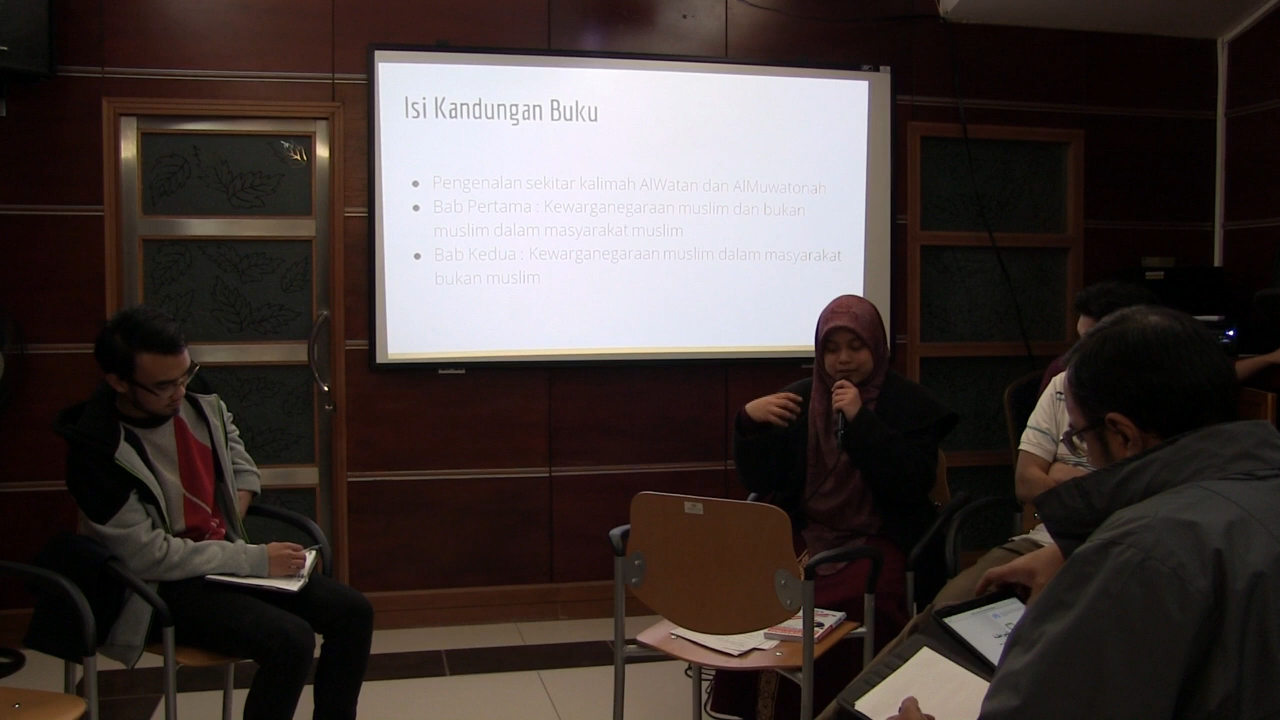 Isi Kandungan Buku
Pengenalan sekitar kalimah AlWatan dan AlMuwatonah
Bab Pertama : Kewarganegaraan muslim dan bukan
muslim dalam masyarakat muslim
Bab Kedua : Kewarganegaraan muslim dalam masyarakat
bukan muslim